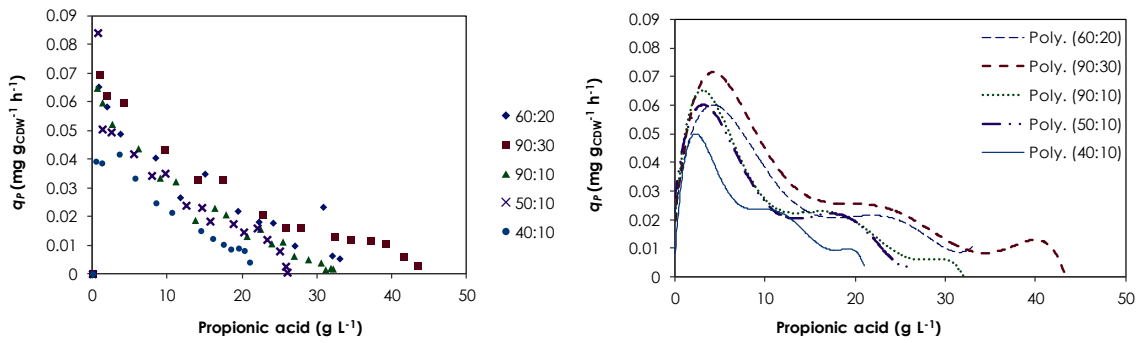 0.09
0.08
0.07
0.06
0.05
0.04
0.03
0.02
0.01
0
qP (mg gCDW-1 h-1)
0 10 20 30 40 50
Propionic acid (g L-1)
60:20
90:30
90:10
50:10
40:10
0.09
0.08
0.07
0.06
0.05
0.04
0.03
0.02
0.01
0
qP (mg gCDW-1 h-1)
0 10 20 30 40 50
Propionic acid (g L-1)
Poly. (60:20)
Poly. (90:30)
Poly. (90:10)
Poly. (50:10)
Poly. (40:10)